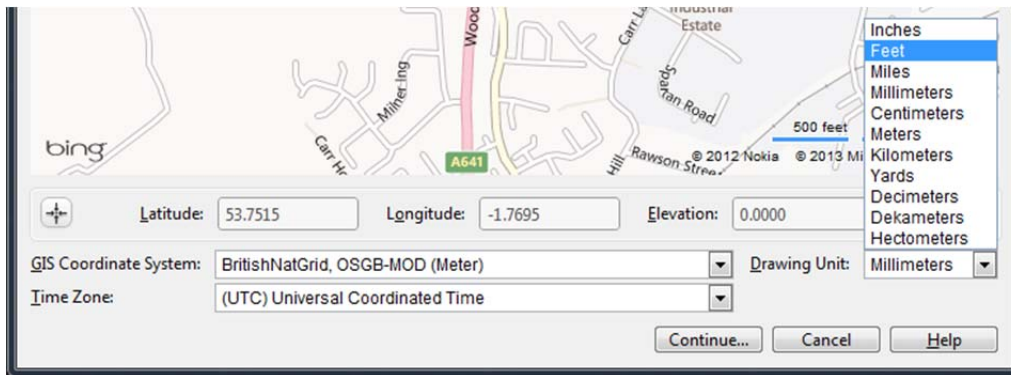 Industrial
Estate
Wood
Carr La
Milner Ing
Spartan Road
Carr Ho
A641
Hill
Rawson Street
500 feet
bing
© 2012 Nokia © 2013 Mi
Inches
Feet
Miles
Millimeters
Centimeters
Meters
Kilometers
Yards
Decimeters
Dekameters
Hectometers
Latitude: 53.7515 Longitude: -1.7695 Elevation: 0.0000
GIS Coordinate System: BritishNatGrid, OSGB-MOD (Meter) Drawing Unit: Millimeters
Time Zone: (UTC) Universal Coordinated Time
Continue... Cancel Help